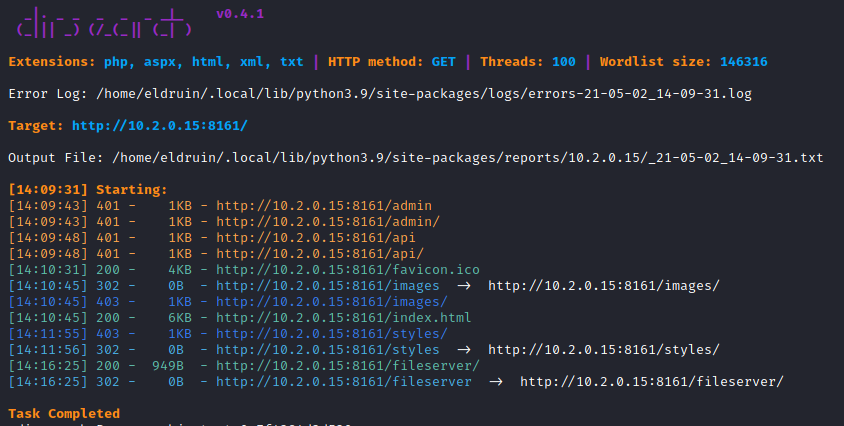 v0.4.1
Extensions: php, aspx, html, xml, txt | HTTP method: GET | Threads: 100 | Wordlist size: 146316
Error Log: /home/eldruin/.local/lib/python3.9/site-packages/logs/errors-21-05-02_14-09-31.log
Target: http://10.2.0.15:8161/
Output File: /home/eldruin/.local/lib/python3.9/site-packages/reports/10.2.0.15/_21-05-02_14-09-31.txt
[14:09:31] Starting:
[14:09:43] 401 -    1KB - http://10.2.0.15:8161/admin
[14:09:43] 401 -    1KB - http://10.2.0.15:8161/admin/
[14:09:48] 401 -    1KB - http://10.2.0.15:8161/api
[14:09:48] 401 -    1KB - http://10.2.0.15:8161/api/
[14:10:31] 200 -    4KB - http://10.2.0.15:8161/favicon.ico
[14:10:45] 302 -    0B  - http://10.2.0.15:8161/images  ->  http://10.2.0.15:8161/images/
[14:10:45] 403 -    1KB - http://10.2.0.15:8161/images/
[14:10:45] 200 -    6KB - http://10.2.0.15:8161/index.html
[14:11:55] 403 -    1KB - http://10.2.0.15:8161/styles/
[14:11:56] 302 -    0B  - http://10.2.0.15:8161/styles  ->  http://10.2.0.15:8161/styles/
[14:16:25] 200 -  949B  - http://10.2.0.15:8161/fileserver/
[14:16:25] 302 -    0B  - http://10.2.0.15:8161/fileserver  ->  http://10.2.0.15:8161/fileserver/
Task Completed